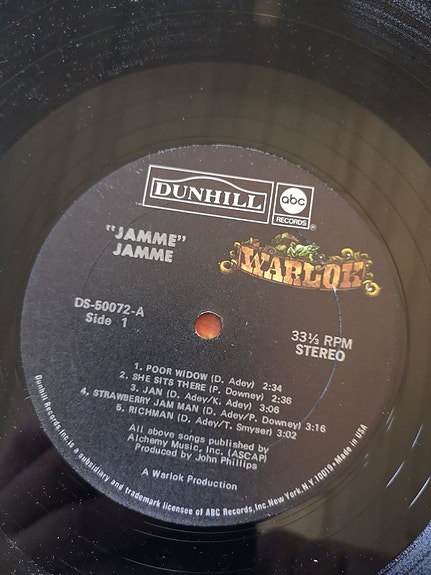 DUNHILL
abc
RECORDS
®
"JAMME"
JAMME
WARLOK
DS-50072-A
Side 1
33⅓ RPM
STEREO
1. POOR WIDOW (D. Adey) 2:34
2. SHE SITS THERE (P. Downey) 2:36
3. JAN (D. Adey/K. Adey) 3:06
4. STRAWBERRY JAM MAN (D. Adey/P. Downey) 3:16
5. RICHMAN (D. Adey/T. Smyser) 3:02
All above songs published by
Alchemy Music, Inc. (ASCAP)
Produced by John Phillips
A Warlok Production
Dunhill Records, Inc. is a subsidiary and trademark licensee of ABC Records, Inc. New York, N.Y. 10019 • Made in USA